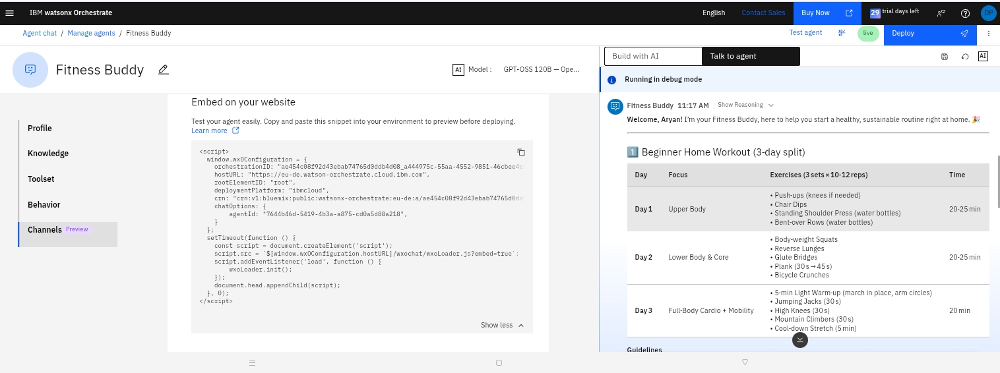 IBM watsonx Orchestrate
English
Contact Sales
Buy Now
29 trial days left
DP
Agent chat / Manage agents / Fitness Buddy
Test agent
live
Deploy
Fitness Buddy
AI Model :
GPT-OSS 120B — Ope...
Profile
Knowledge
Toolset
Behavior
Channels Preview
Embed on your website
Test your agent easily. Copy and paste this snippet into your environment to preview before deploying.
Learn more
<script>
window.wxOConfiguration = {
orchestrationID: "ae454c08f92d43ebab74765d0ddb4d08_a444975c-55aa-4552-9851-46cbee4e
hostURL: "https://eu-de.watson-orchestrate.cloud.ibm.com",
rootElementID: "root",
deploymentPlatform: "ibmcloud",
crn: "crn:v1:bluemix:public:watsonx-orchestrate:eu-de:a/ae454c08f92d43ebab74765d0dd
chatOptions: {
agentId: "7644b46d-5419-4b3a-a875-cd0a5d88a218",
}
};
setTimeout(function () {
const script = document.createElement('script');
script.src = `${window.wxOConfiguration.hostURL}/wxochat/wxoLoader.js?embed=true`;
script.addEventListener('load', function () {
wxoLoader.init();
});
document.head.appendChild(script);
}, 0);
</script>
Show less
Build with AI
Talk to agent
AI
Running in debug mode
Fitness Buddy 11:17 AM | Show Reasoning
Welcome, Aryan! I'm your Fitness Buddy, here to help you start a healthy, sustainable routine right at home. 🎉
1️⃣ Beginner Home Workout (3-day split)
Day Focus Exercises (3 sets × 10-12 reps) Time
Day 1 Upper Body
• Push-ups (knees if needed)
• Chair Dips
• Standing Shoulder Press (water bottles)
• Bent-over Rows (water bottles)
20-25 min
Day 2 Lower Body & Core
• Body-weight Squats
• Reverse Lunges
• Glute Bridges
• Plank (30 s → 45 s)
• Bicycle Crunches
20-25 min
Day 3 Full-Body Cardio + Mobility
• 5-min Light Warm-up (march in place, arm circles)
• Jumping Jacks (30 s)
• High Knees (30 s)
• Mountain Climbers (30 s)
• Cool-down Stretch (5 min)
20 min
Guidelines